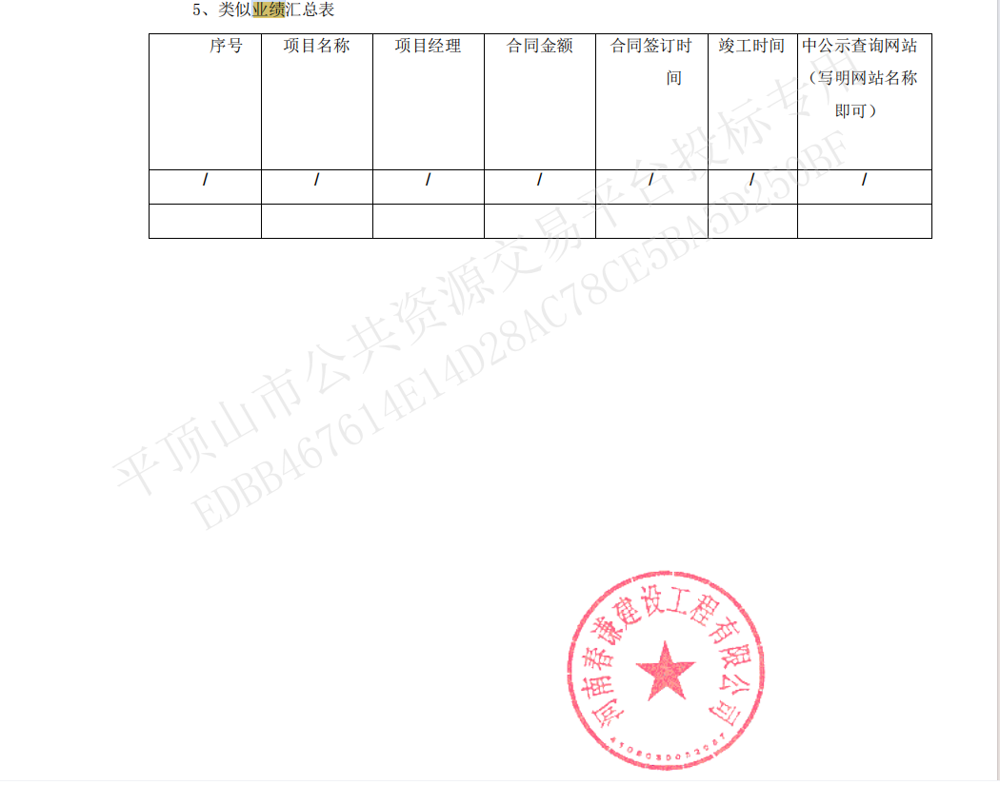 5、类似业绩汇总表
序号 项目名称 项目经理 合同金额 合同签订时间 竣工时间 中公示查询网站（写明网站名称即可）
/ / / / / / /
平顶山市公共资源交易平台投标专用
EDBB467614E14D28AC78CE5BA5D250BF
河南春谦建设工程有限公司